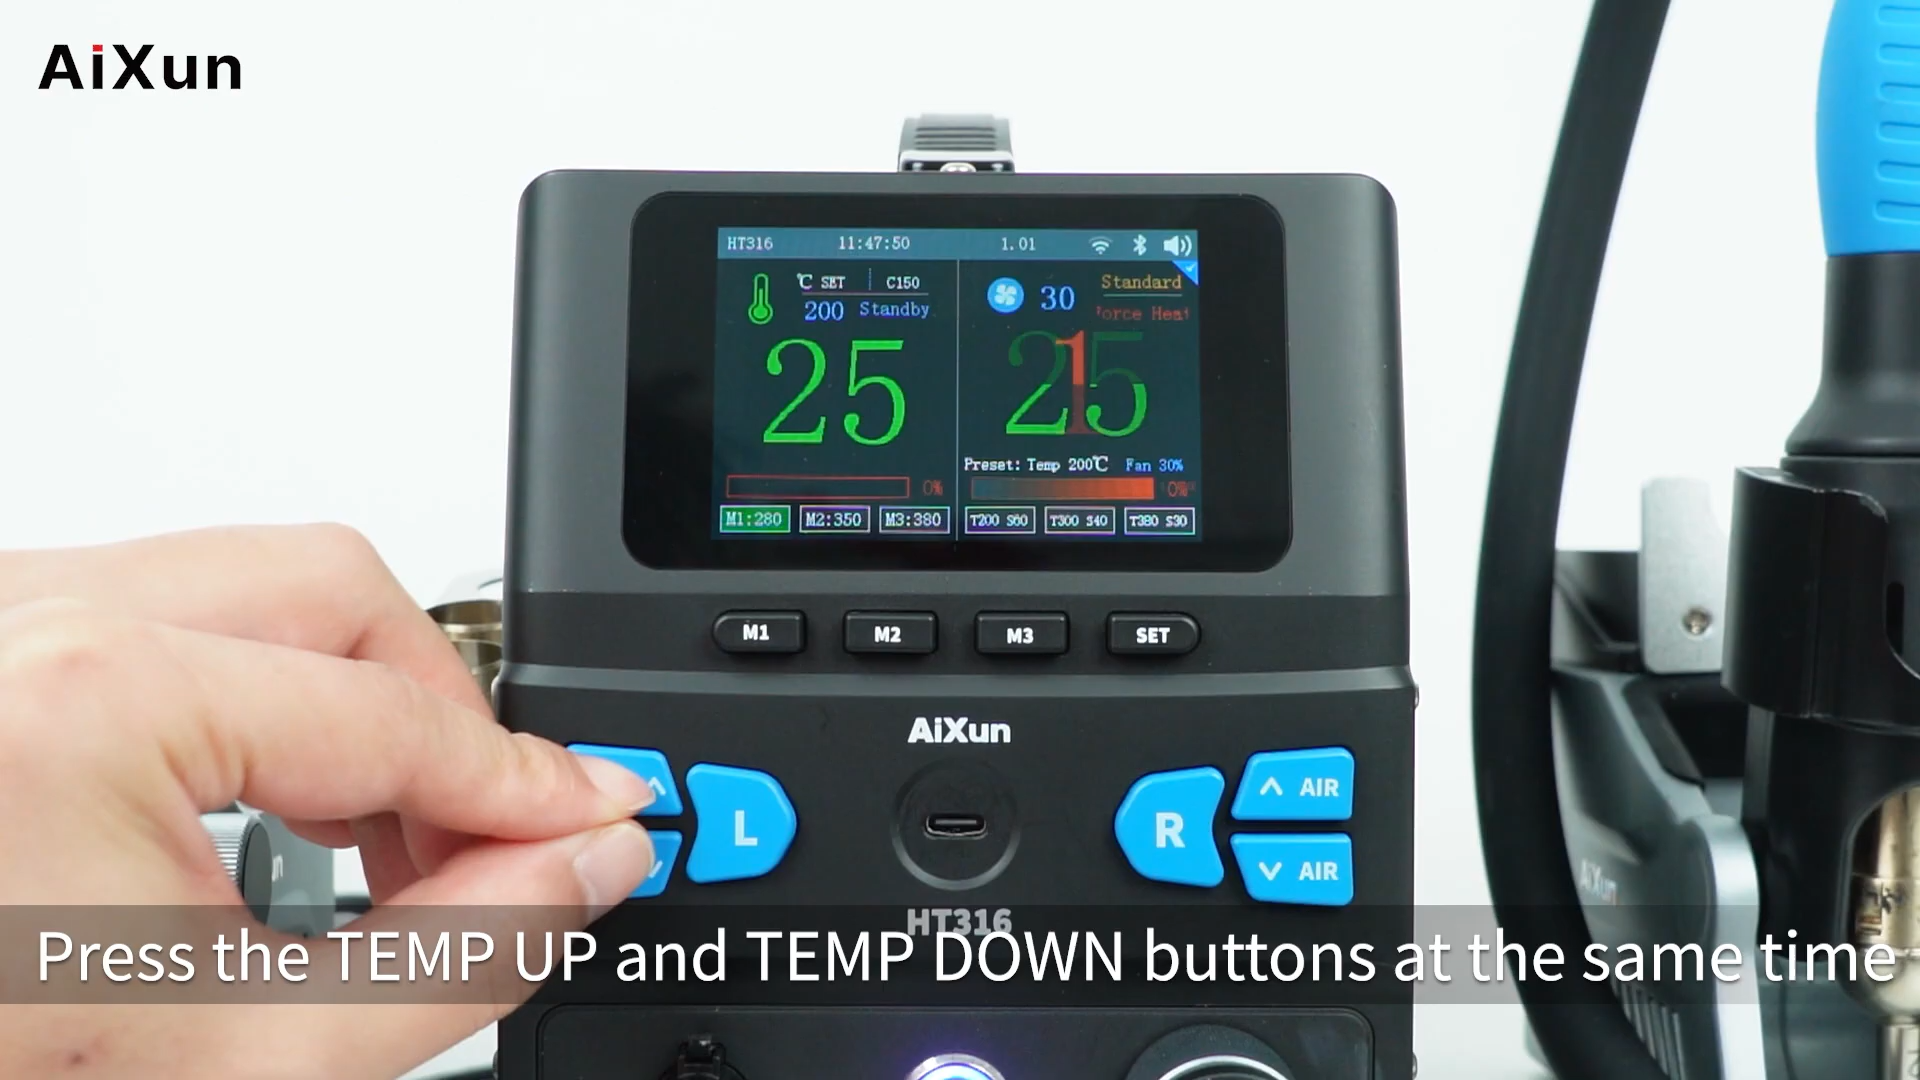 AiXun
HT316 11:47:50 1.01
℃ SET C150
200 Standby
25
0%
M1:280 M2:350 M3:380
30 Standard
25
Preset: Temp 200℃ Fan 30%
0%
T200 S60 T300 S40 T380 S30
M1 M2 M3 SET
AiXun
L
R
AIR
AIR
HT316
AiXun
Press the TEMP UP and TEMP DOWN buttons at the same time